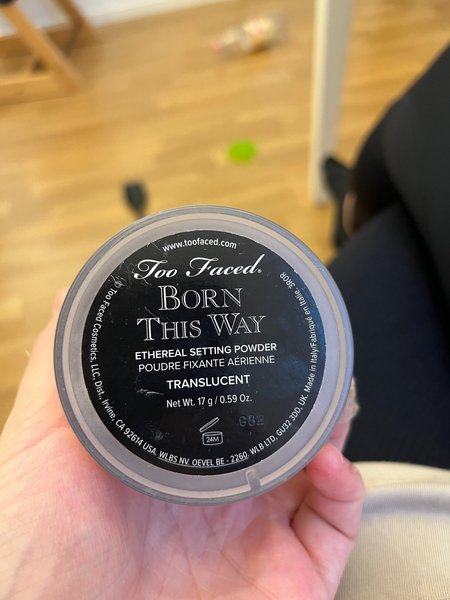 www.toofaced.com
Too Faced®
BORN
THIS WAY
ETHEREAL SETTING POWDER
POUDRE FIXANTE AÉRIENNE
TRANSLUCENT
Net Wt. 17 g / 0.59 Oz.
24M
© Too Faced Cosmetics, LLC, Dist., Irvine, CA 92614 USA. WLBS NV. OEVEL BE - 2260. WLB LTD, GU32 3DD, UK. Made in Italy/Fabriqué en Italie.